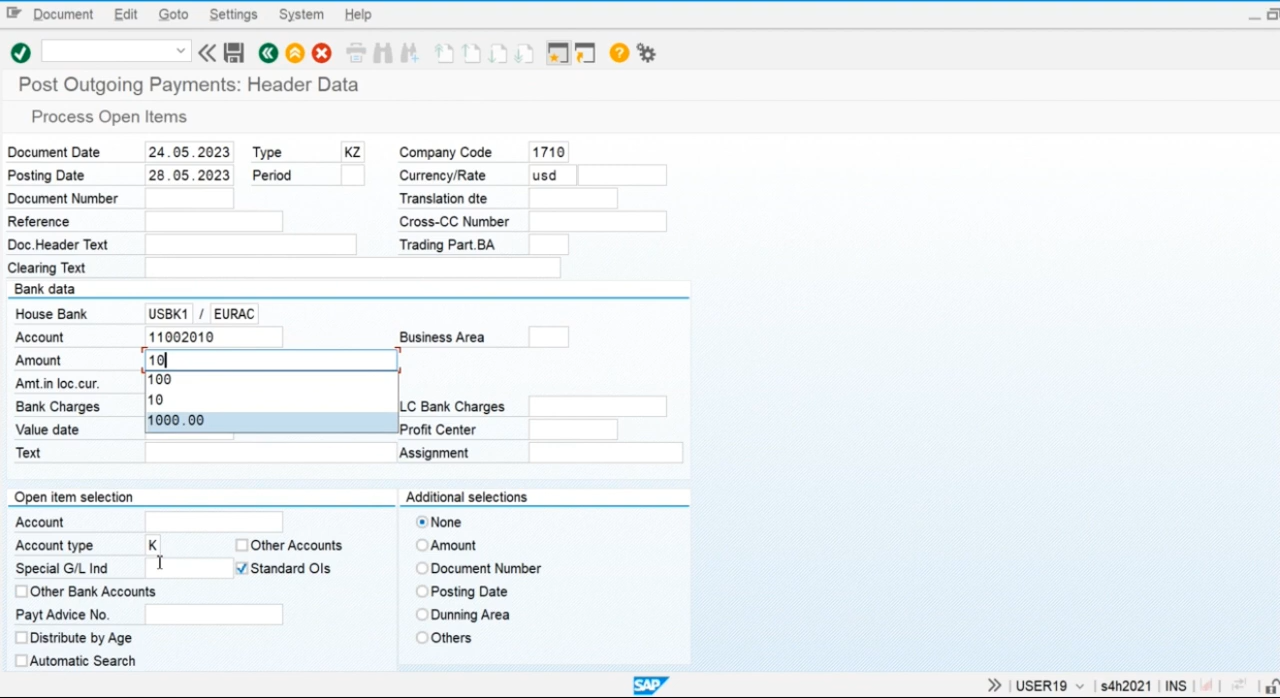 Document Edit Goto Settings System Help
Post Outgoing Payments: Header Data
Process Open Items
Document Date 24.05.2023 Type KZ Company Code 1710
Posting Date 28.05.2023 Period Currency/Rate usd
Document Number Translation dte
Reference Cross-CC Number
Doc.Header Text Trading Part.BA
Clearing Text
Bank data
House Bank USBK1 / EURAC
Account 11002010 Business Area
Amount 10
Amt.in loc.cur. 100
Bank Charges 10 LC Bank Charges
1000.00
Value date Profit Center
Text Assignment
Open item selection Additional selections
Account None
Account type K Other Accounts Amount
Special G/L Ind Standard OIs Document Number
Other Bank Accounts Posting Date
Payt Advice No. Dunning Area
Distribute by Age Others
Automatic Search
SAP USER19 s4h2021 INS